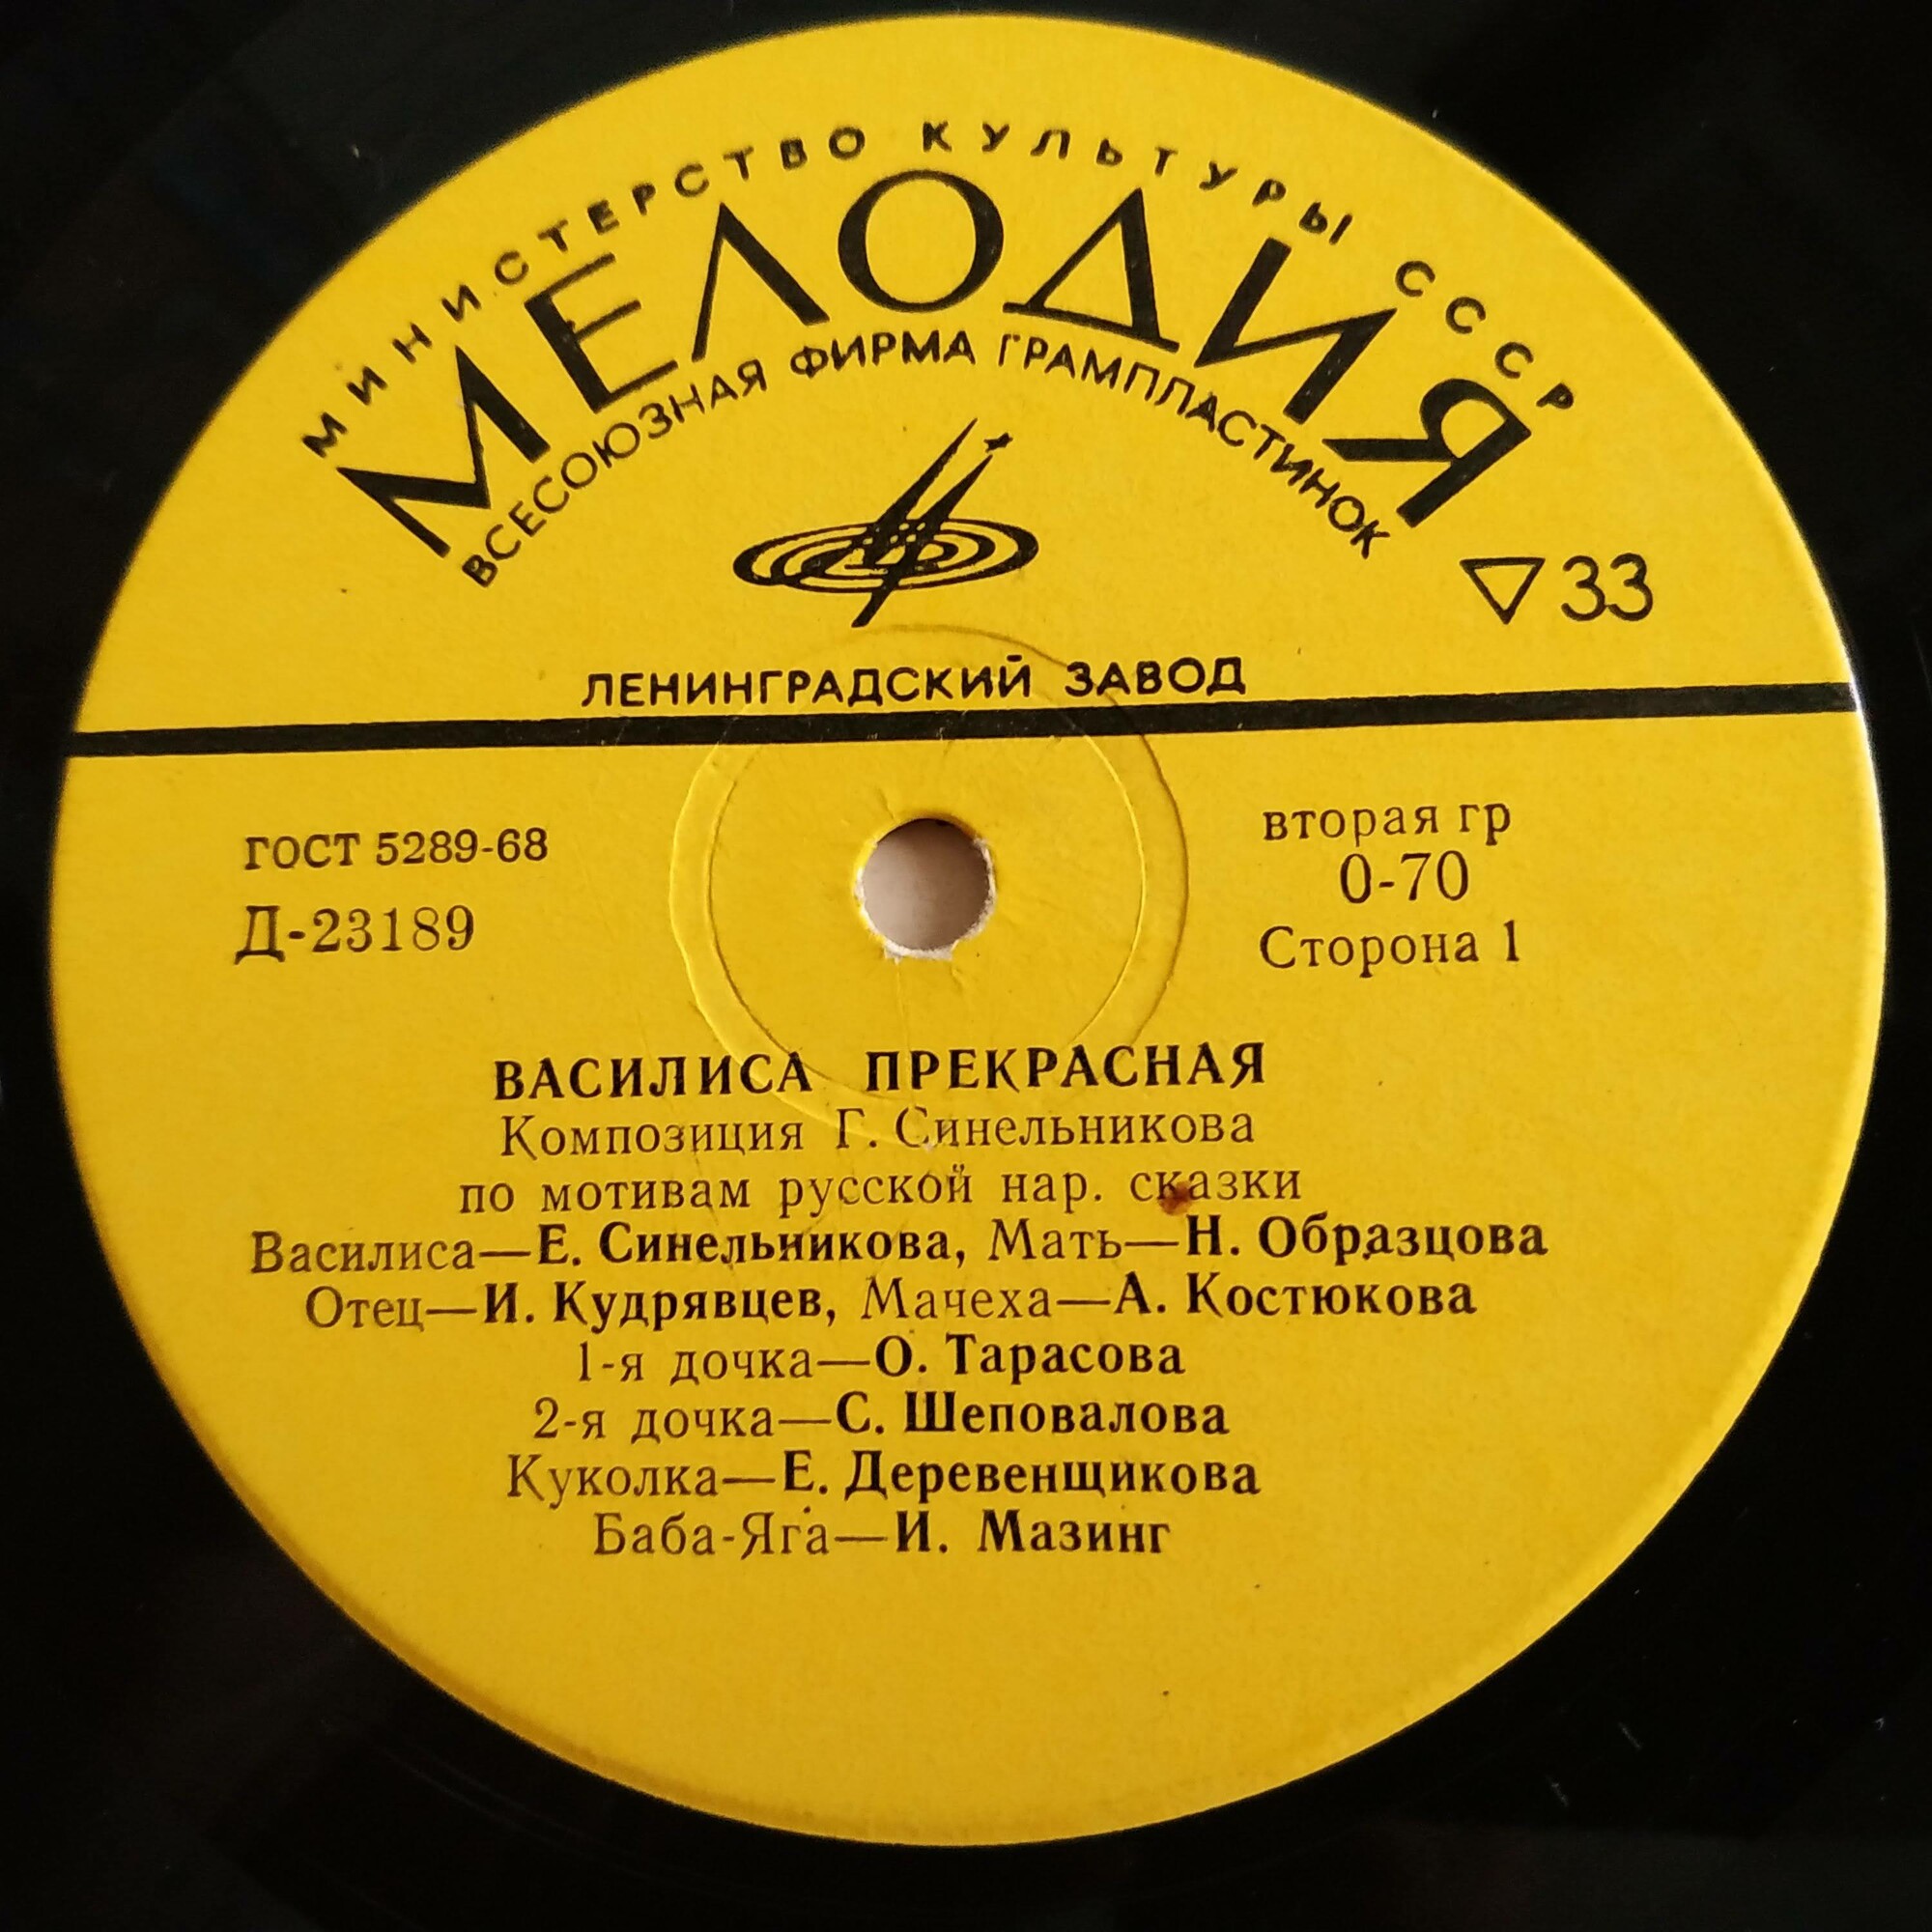 МИНИСТЕРСТВО КУЛЬТУРЫ СССР
МЕЛОДИЯ
ВСЕСОЮЗНАЯ ФИРМА ГРАМПЛАСТИНОК
33
ЛЕНИНГРАДСКИЙ ЗАВОД
ГОСТ 5289-68
Д-23189
вторая гр
0-70
Сторона 1
ВАСИЛИСА ПРЕКРАСНАЯ
Композиция Г. Синельникова
по мотивам русской нар. сказки
Василиса—Е. Синельникова, Мать—Н. Образцова
Отец—И. Кудрявцев, Мачеха—А. Костюкова
1-я дочка—О. Тарасова
2-я дочка—С. Шеповалова
Куколка—Е. Деревенщикова
Баба-Яга—И. Мазинг